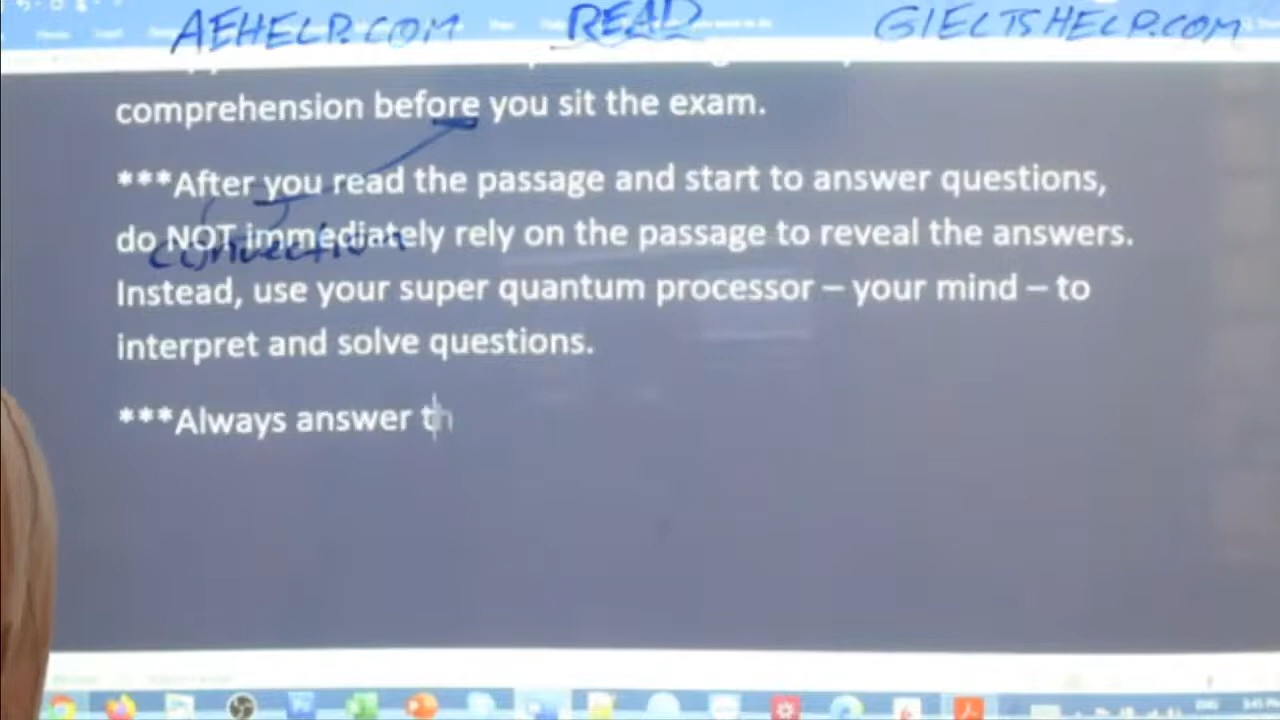 AEHELP.COM READ GIELTSHELP.COM
comprehension before you sit the exam.
***After you read the passage and start to answer questions,
do NOT immediately rely on the passage to reveal the answers.
convection
Instead, use your super quantum processor – your mind – to
interpret and solve questions.
***Always answer th